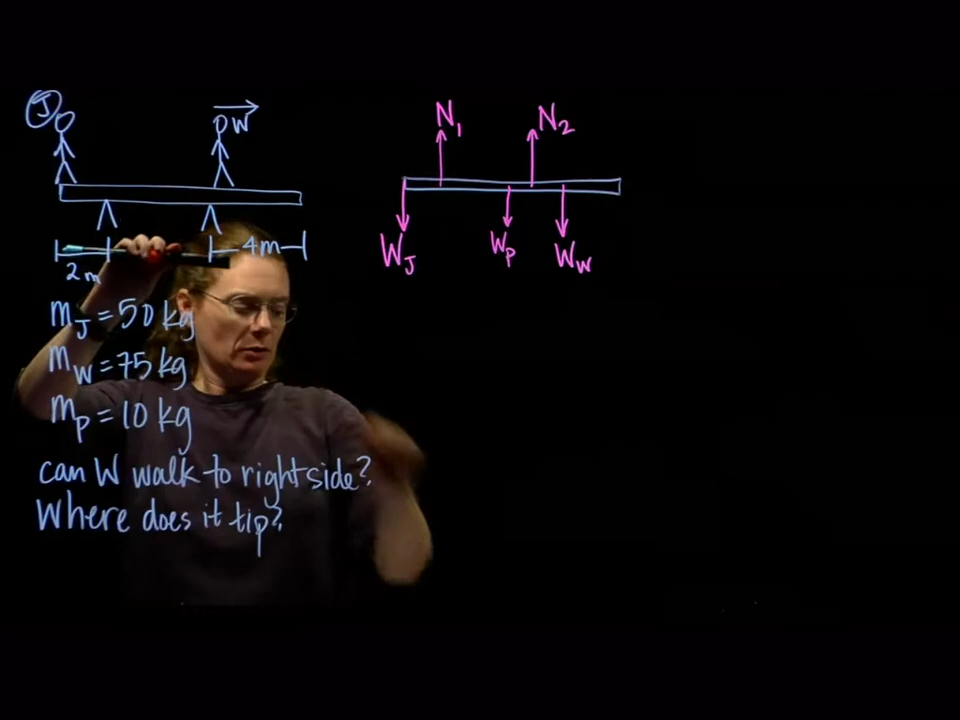 J
W
2 m
4m
m_J = 50 kg
m_W = 75 kg
m_P = 10 kg
can W walk to right side?
Where does it tip?
N_1
N_2
W_J
W_P
W_W